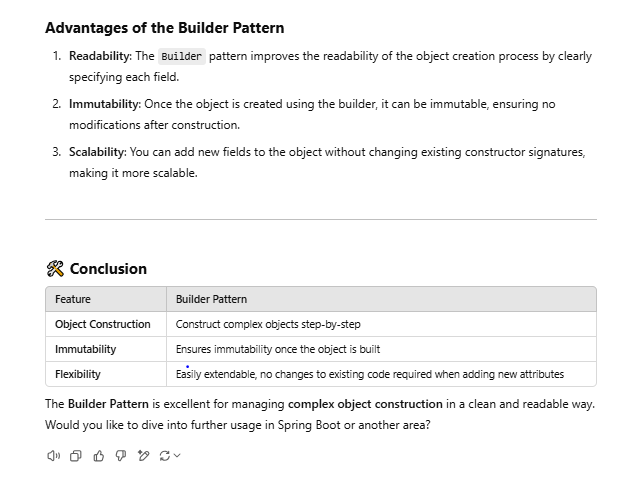 Advantages of the Builder Pattern
1. Readability: The Builder pattern improves the readability of the object creation process by clearly
specifying each field.
2. Immutability: Once the object is created using the builder, it can be immutable, ensuring no
modifications after construction.
3. Scalability: You can add new fields to the object without changing existing constructor signatures,
making it more scalable.
🛠 Conclusion
Feature Builder Pattern
Object Construction Construct complex objects step-by-step
Immutability Ensures immutability once the object is built
Flexibility Easily extendable, no changes to existing code required when adding new attributes
The Builder Pattern is excellent for managing complex object construction in a clean and readable way.
Would you like to dive into further usage in Spring Boot or another area?